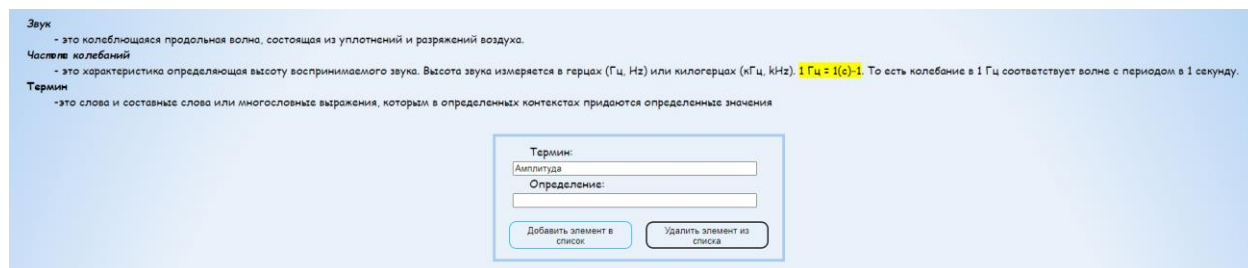 Звук
- это колеблющаяся продольная волна, состоящая из уплотнений и разряжений воздуха.
Частота колебаний
- это характеристика определяющая высоту воспринимаемого звука. Высота звука измеряется в герцах (Гц, Hz) или килогерцах (кГц, kHz). 1 Гц = 1(с)-1. То есть колебание в 1 Гц соответствует волне с периодом в 1 секунду.
Термин
-это слова и составные слова или многословные выражения, которым в определенных контекстах придаются определенные значения
Термин:
Амплитуда
Определение:
Добавить элемент в список
Удалить элемент из списка